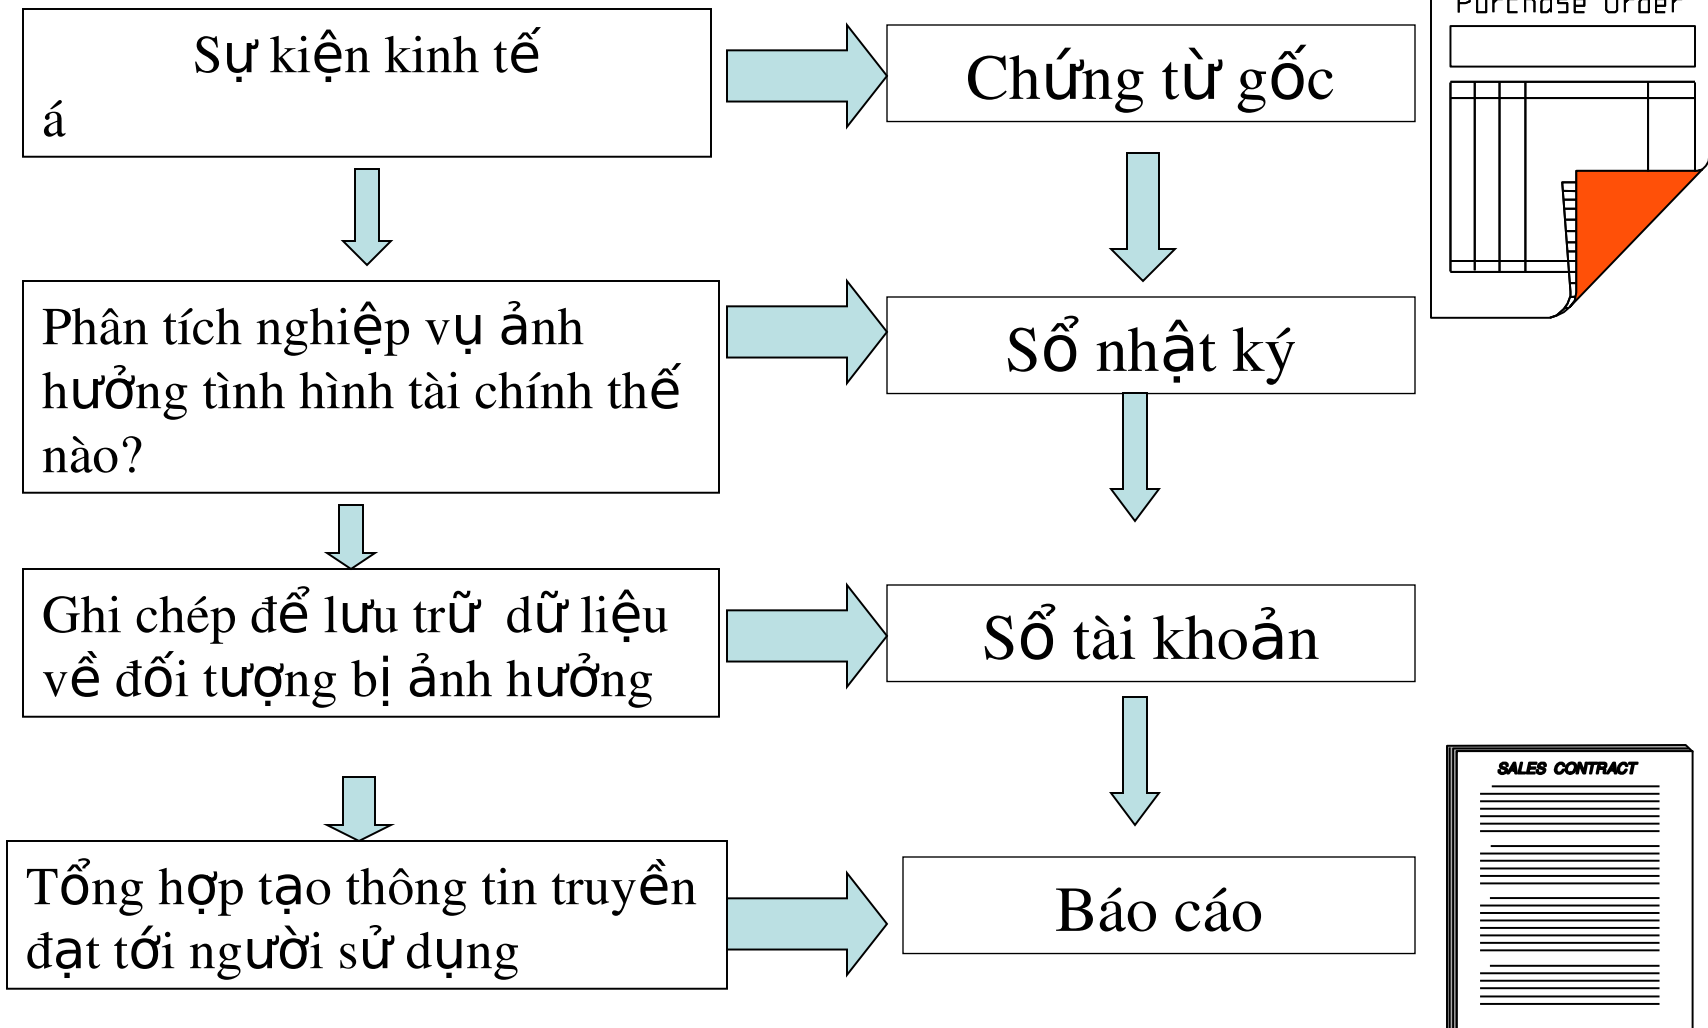 Purchase Order
Sự kiện kinh tế
á
Chứng từ gốc
Phân tích nghiệp vụ ảnh
hưởng tình hình tài chính thế
nào?
Sổ nhật ký
Ghi chép để lưu trữ dữ liệu
về đối tượng bị ảnh hưởng
Sổ tài khoản
SALES CONTRACT
Tổng hợp tạo thông tin truyền
đạt tới người sử dụng
Báo cáo